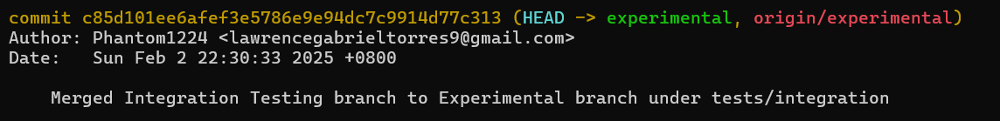 commit c85d101ee6afef3e5786e9e94dc7c9914d77c313 (HEAD -> experimental, origin/experimental)
Author: Phantom1224 <lawrencegabrieltorres9@gmail.com>
Date:   Sun Feb 2 22:30:33 2025 +0800
Merged Integration Testing branch to Experimental branch under tests/integration